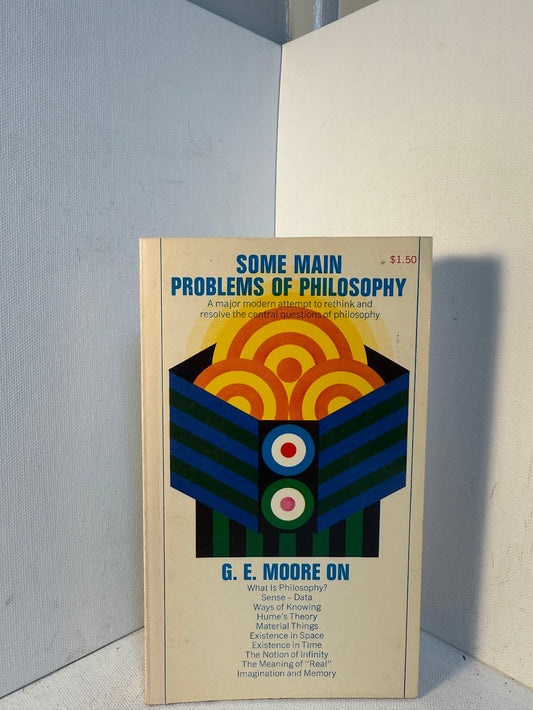 $1.50
SOME MAIN
PROBLEMS OF PHILOSOPHY
A major modern attempt to rethink and
resolve the central questions of philosophy
G. E. MOORE ON
What Is Philosophy?
Sense – Data
Ways of Knowing
Hume's Theory
Material Things
Existence in Space
Existence in Time
The Notion of Infinity
The Meaning of "Real"
Imagination and Memory